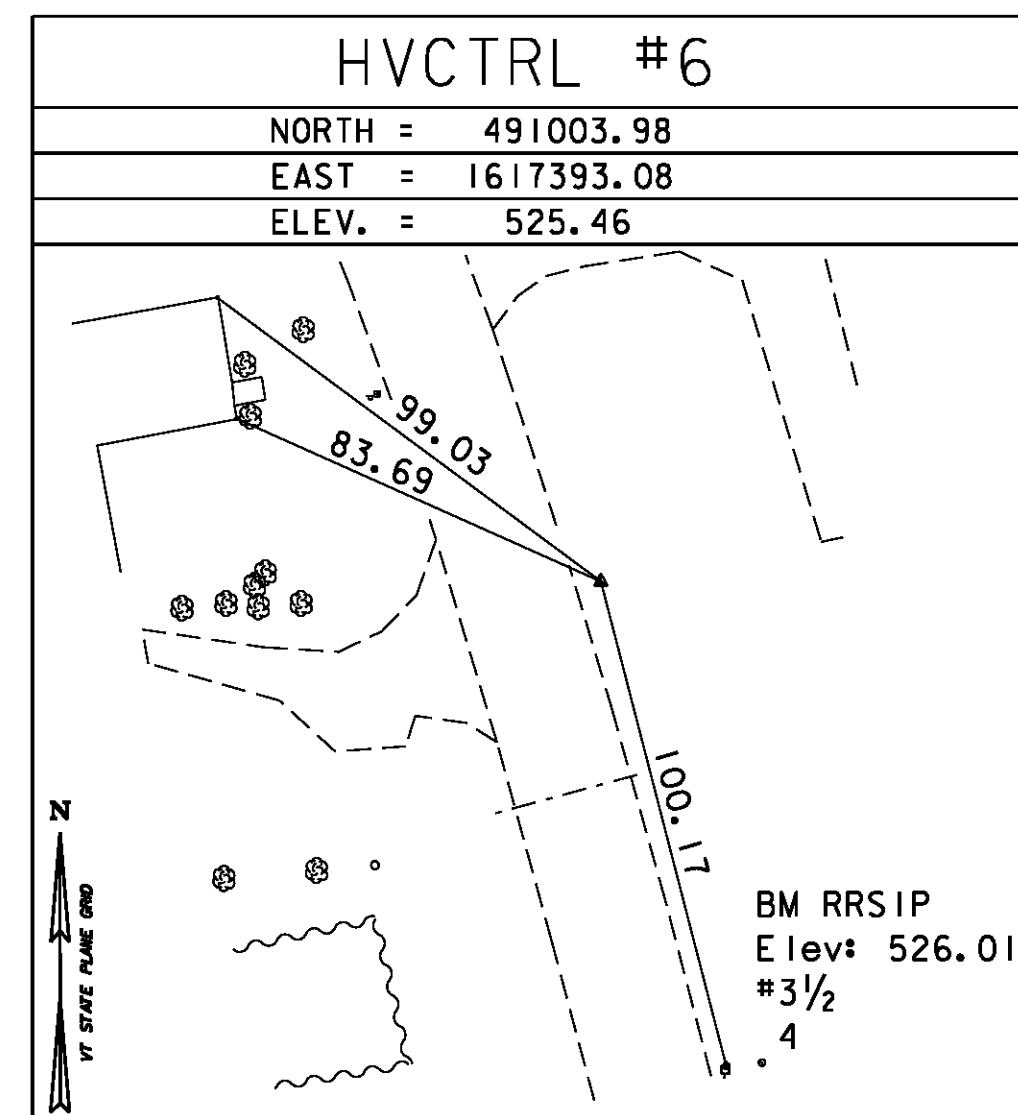 HVCTRL #6
NORTH = 491003.98
EAST = 1617393.08
ELEV. = 525.46
99.03
83.69
100.17
N
VT STATE PLANE GRID
BM RRSIP
Elev: 526.01
#3½
4